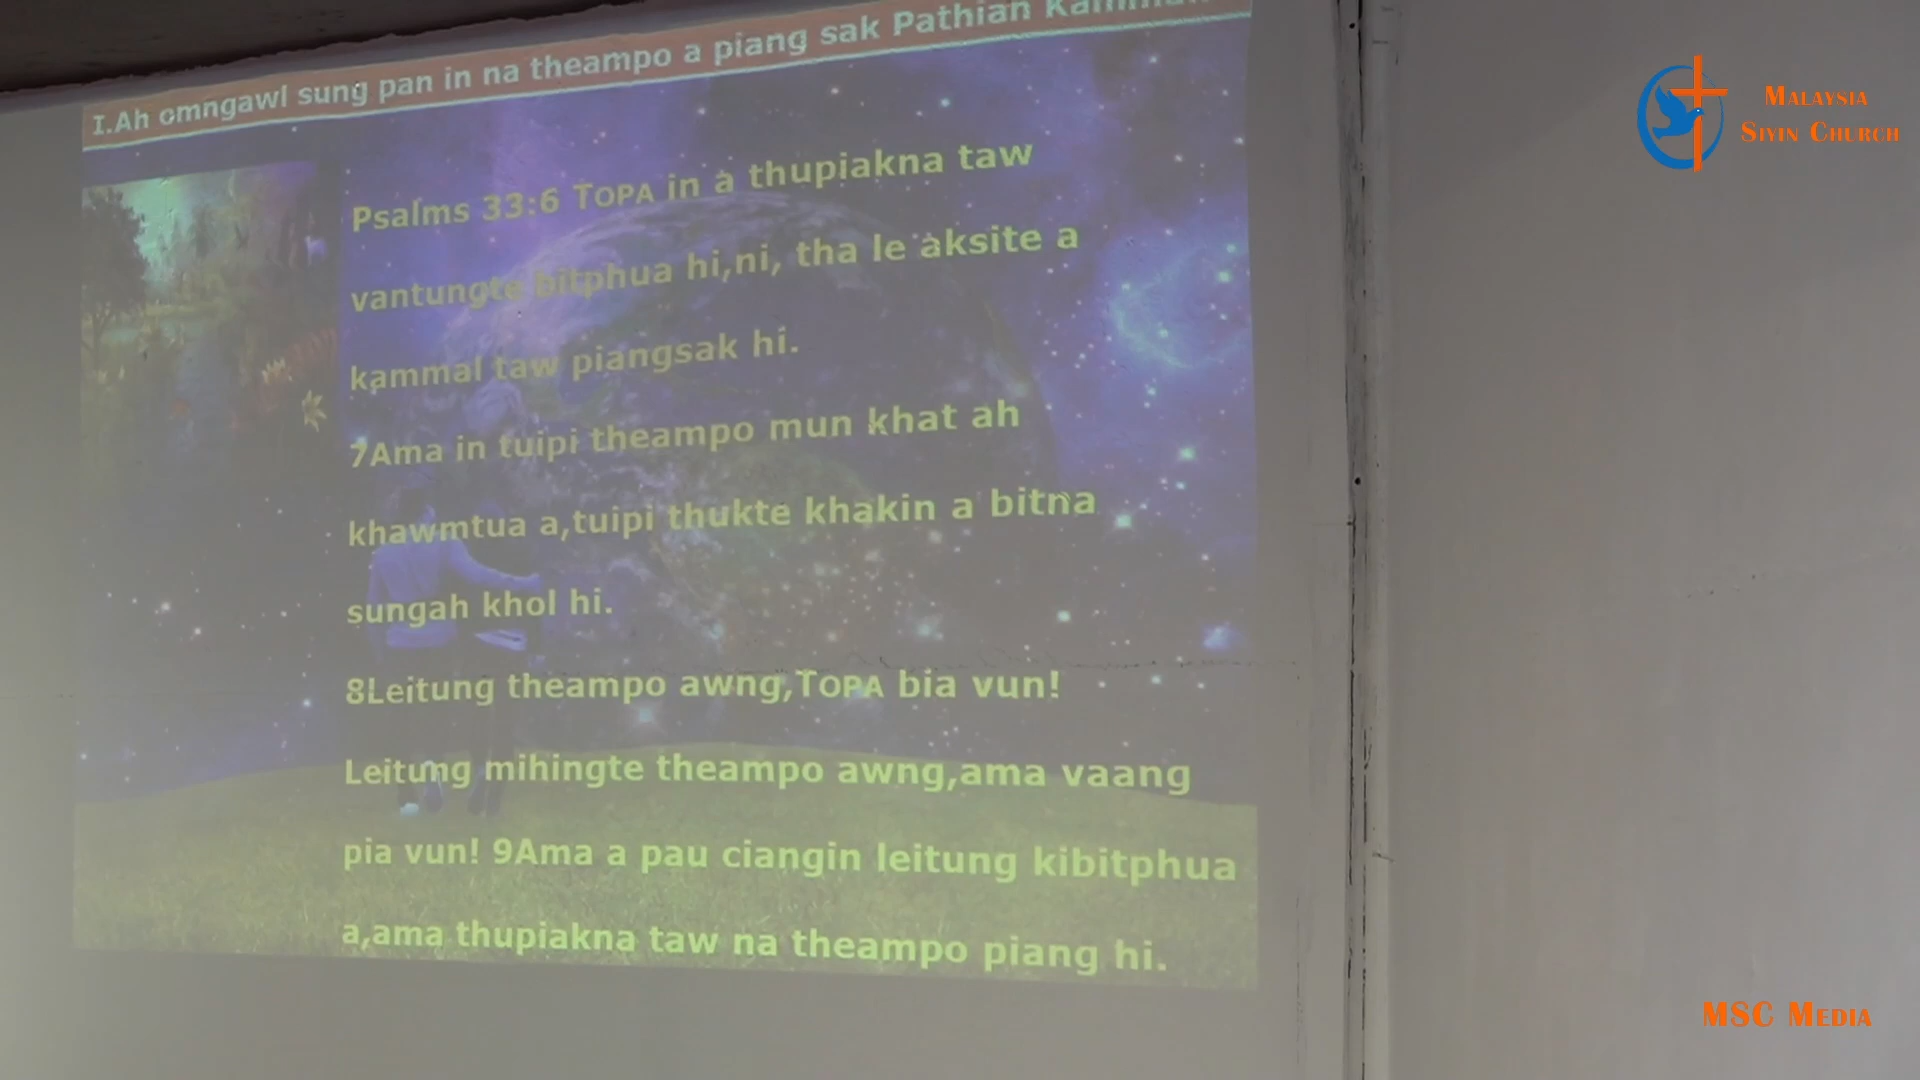 I.Ah omngawl sung pan in na theampo a piang sak Pathian
Psalms 33:6 TOPA in a thupiakna taw
vantungte bitphua hi,ni, tha le aksite a
kammal taw piangsak hi.
7Ama in tuipi theampo mun khat ah
khawmtua a,tuipi thukte khakin a bitna
sungah khol hi.
8Leitung theampo awng,TOPA bia vun!
Leitung mihingte theampo awng,ama vaang
pia vun! 9Ama a pau ciangin leitung kibitphua
a,ama thupiakna taw na theampo piang hi.
MALAYSIA
SIYIN CHURCH
MSC MEDIA